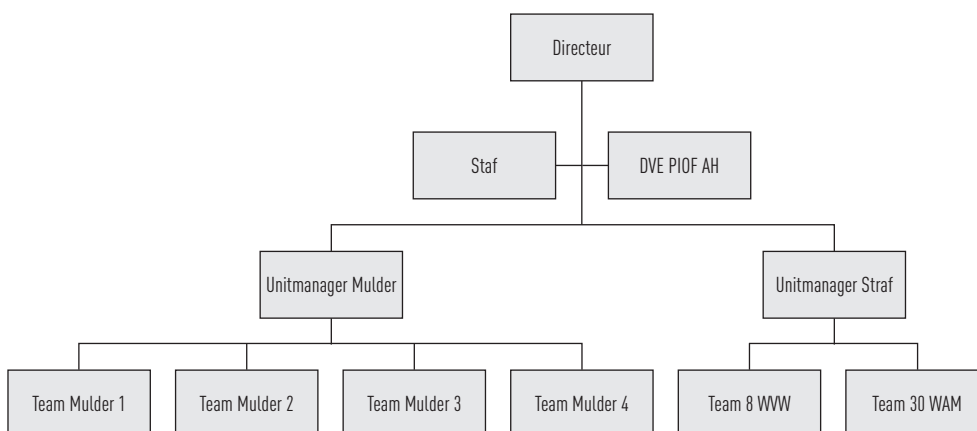 Directeur
Staf
DVE PIOF AH
Unitmanager Mulder
Unitmanager Straf
Team Mulder 1
Team Mulder 2
Team Mulder 3
Team Mulder 4
Team 8 WVW
Team 30 WAM